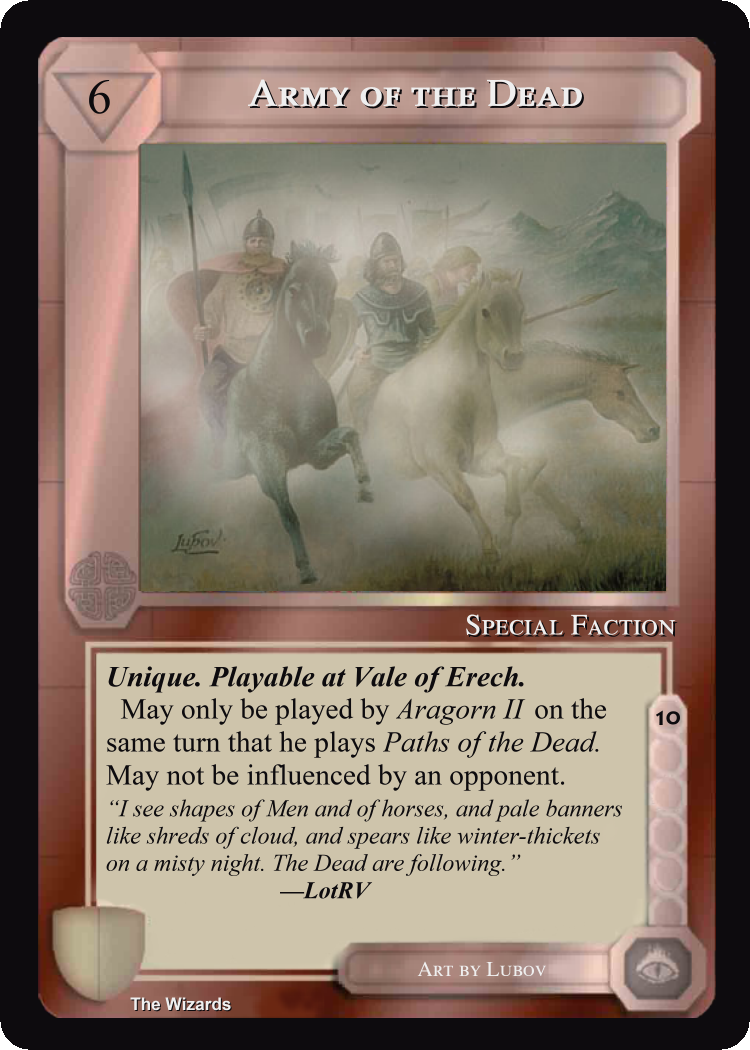 6
ARMY OF THE DEAD
Lubov.
SPECIAL FACTION
Unique. Playable at Vale of Erech.
May only be played by Aragorn II on the
same turn that he plays Paths of the Dead.
May not be influenced by an opponent.
“I see shapes of Men and of horses, and pale banners
like shreds of cloud, and spears like winter-thickets
on a misty night. The Dead are following.”
—LotRV
10
ART BY LUBOV
The Wizards